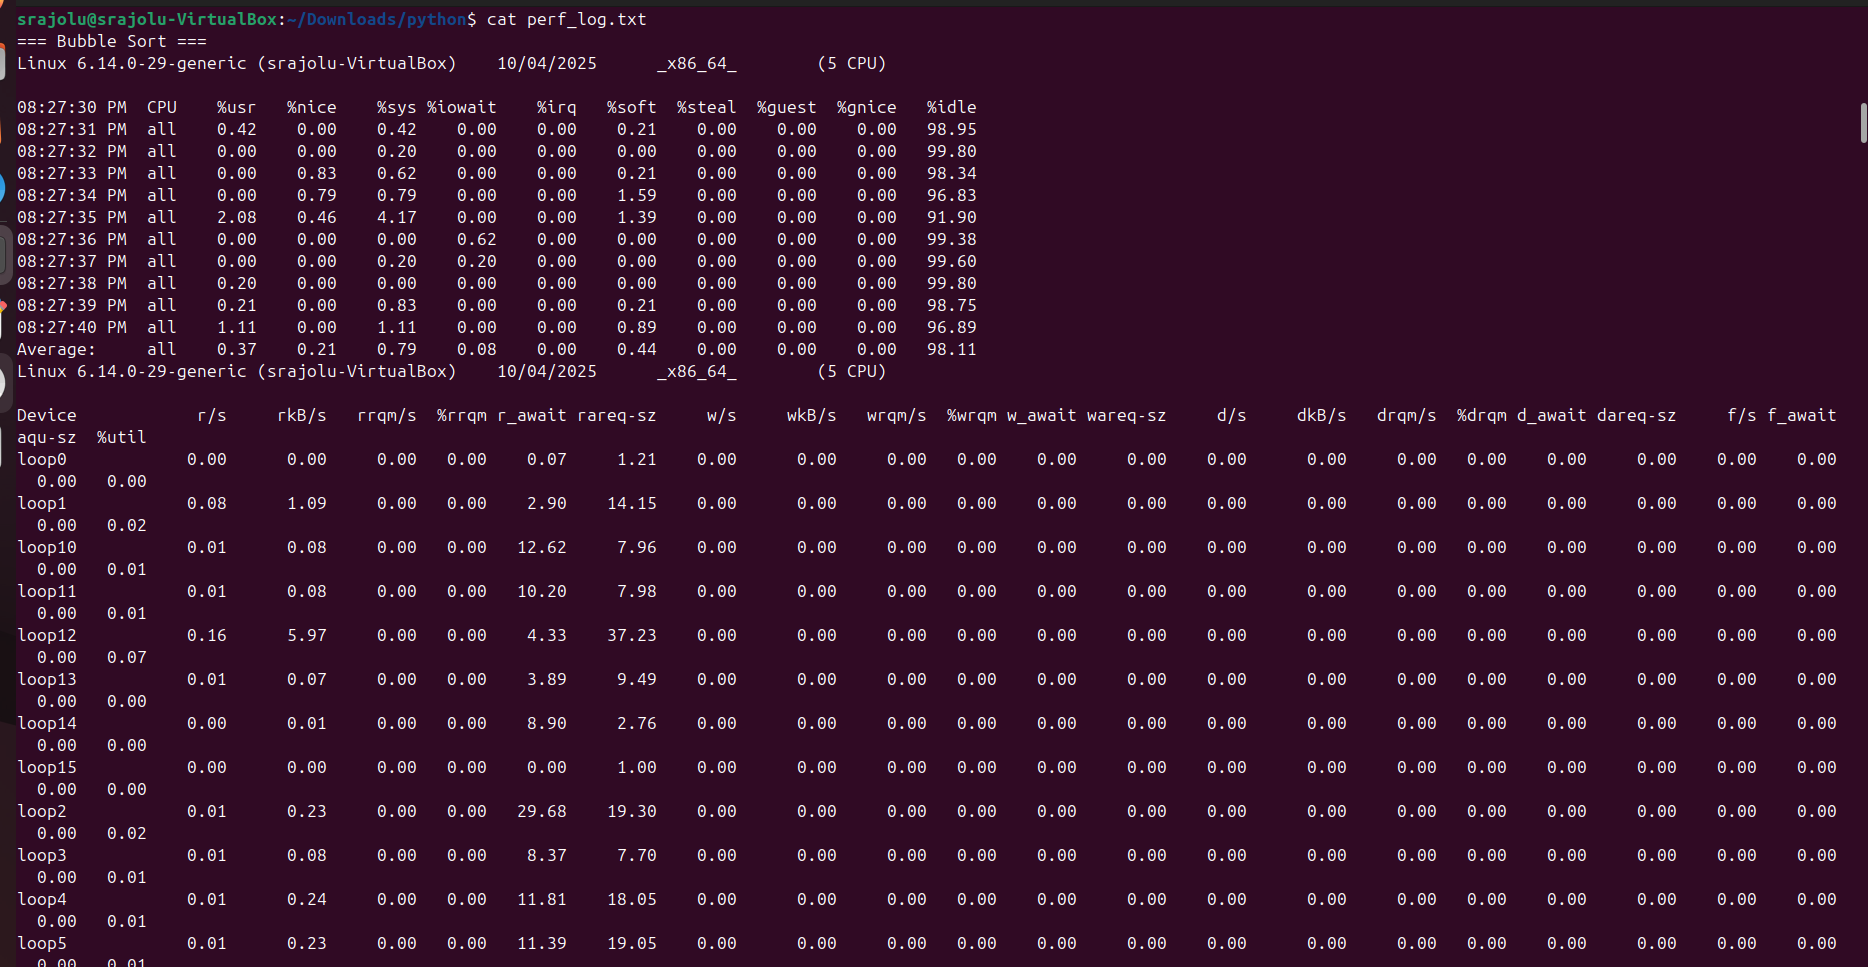 srajolu@srajolu-VirtualBox:~/Downloads/python$ cat perf_log.txt
=== Bubble Sort ===
Linux 6.14.0-29-generic (srajolu-VirtualBox) 10/04/2025 _x86_64_ (5 CPU)
08:27:30 PM CPU %usr %nice %sys %iowait %irq %soft %steal %guest %gnice %idle
08:27:31 PM all 0.42 0.00 0.42 0.00 0.00 0.21 0.00 0.00 0.00 98.95
08:27:32 PM all 0.00 0.00 0.20 0.00 0.00 0.00 0.00 0.00 0.00 99.80
08:27:33 PM all 0.00 0.83 0.62 0.00 0.00 0.21 0.00 0.00 0.00 98.34
08:27:34 PM all 0.00 0.79 0.79 0.00 0.00 1.59 0.00 0.00 0.00 96.83
08:27:35 PM all 2.08 0.46 4.17 0.00 0.00 1.39 0.00 0.00 0.00 91.90
08:27:36 PM all 0.00 0.00 0.00 0.62 0.00 0.00 0.00 0.00 0.00 99.38
08:27:37 PM all 0.00 0.00 0.20 0.20 0.00 0.00 0.00 0.00 0.00 99.60
08:27:38 PM all 0.20 0.00 0.00 0.00 0.00 0.00 0.00 0.00 0.00 99.80
08:27:39 PM all 0.21 0.00 0.83 0.00 0.00 0.21 0.00 0.00 0.00 98.75
08:27:40 PM all 1.11 0.00 1.11 0.00 0.00 0.89 0.00 0.00 0.00 96.89
Average: all 0.37 0.21 0.79 0.08 0.00 0.44 0.00 0.00 0.00 98.11
Linux 6.14.0-29-generic (srajolu-VirtualBox) 10/04/2025 _x86_64_ (5 CPU)
Device r/s rkB/s rrqm/s %rrqm r_await rareq-sz w/s wkB/s wrqm/s %wrqm w_await wareq-sz d/s dkB/s drqm/s %drqm d_await dareq-sz f/s f_await
aqu-sz %util
loop0 0.00 0.00 0.00 0.00 0.07 1.21 0.00 0.00 0.00 0.00 0.00 0.00 0.00 0.00 0.00 0.00 0.00 0.00 0.00 0.00
0.00 0.00
loop1 0.08 1.09 0.00 0.00 2.90 14.15 0.00 0.00 0.00 0.00 0.00 0.00 0.00 0.00 0.00 0.00 0.00 0.00 0.00 0.00
0.00 0.02
loop10 0.01 0.08 0.00 0.00 12.62 7.96 0.00 0.00 0.00 0.00 0.00 0.00 0.00 0.00 0.00 0.00 0.00 0.00 0.00 0.00
0.00 0.01
loop11 0.01 0.08 0.00 0.00 10.20 7.98 0.00 0.00 0.00 0.00 0.00 0.00 0.00 0.00 0.00 0.00 0.00 0.00 0.00 0.00
0.00 0.01
loop12 0.16 5.97 0.00 0.00 4.33 37.23 0.00 0.00 0.00 0.00 0.00 0.00 0.00 0.00 0.00 0.00 0.00 0.00 0.00 0.00
0.00 0.07
loop13 0.01 0.07 0.00 0.00 3.89 9.49 0.00 0.00 0.00 0.00 0.00 0.00 0.00 0.00 0.00 0.00 0.00 0.00 0.00 0.00
0.00 0.00
loop14 0.00 0.01 0.00 0.00 8.90 2.76 0.00 0.00 0.00 0.00 0.00 0.00 0.00 0.00 0.00 0.00 0.00 0.00 0.00 0.00
0.00 0.00
loop15 0.00 0.00 0.00 0.00 0.00 1.00 0.00 0.00 0.00 0.00 0.00 0.00 0.00 0.00 0.00 0.00 0.00 0.00 0.00 0.00
0.00 0.00
loop2 0.01 0.23 0.00 0.00 29.68 19.30 0.00 0.00 0.00 0.00 0.00 0.00 0.00 0.00 0.00 0.00 0.00 0.00 0.00 0.00
0.00 0.02
loop3 0.01 0.08 0.00 0.00 8.37 7.70 0.00 0.00 0.00 0.00 0.00 0.00 0.00 0.00 0.00 0.00 0.00 0.00 0.00 0.00
0.00 0.01
loop4 0.01 0.24 0.00 0.00 11.81 18.05 0.00 0.00 0.00 0.00 0.00 0.00 0.00 0.00 0.00 0.00 0.00 0.00 0.00 0.00
0.00 0.01
loop5 0.01 0.23 0.00 0.00 11.39 19.05 0.00 0.00 0.00 0.00 0.00 0.00 0.00 0.00 0.00 0.00 0.00 0.00 0.00 0.00
0.00 0.01